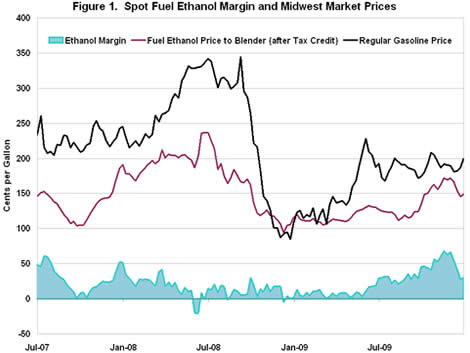 Figure 1. Spot Fuel Ethanol Margin and Midwest Market Prices
400
Ethanol Margin Fuel Ethanol Price to Blender (after Tax Credit) Regular Gasoline Price
350
300
250
200
150
100
50
0
-50
Cents per Gallon
Jul-07 Jan-08 Jul-08 Jan-09 Jul-09